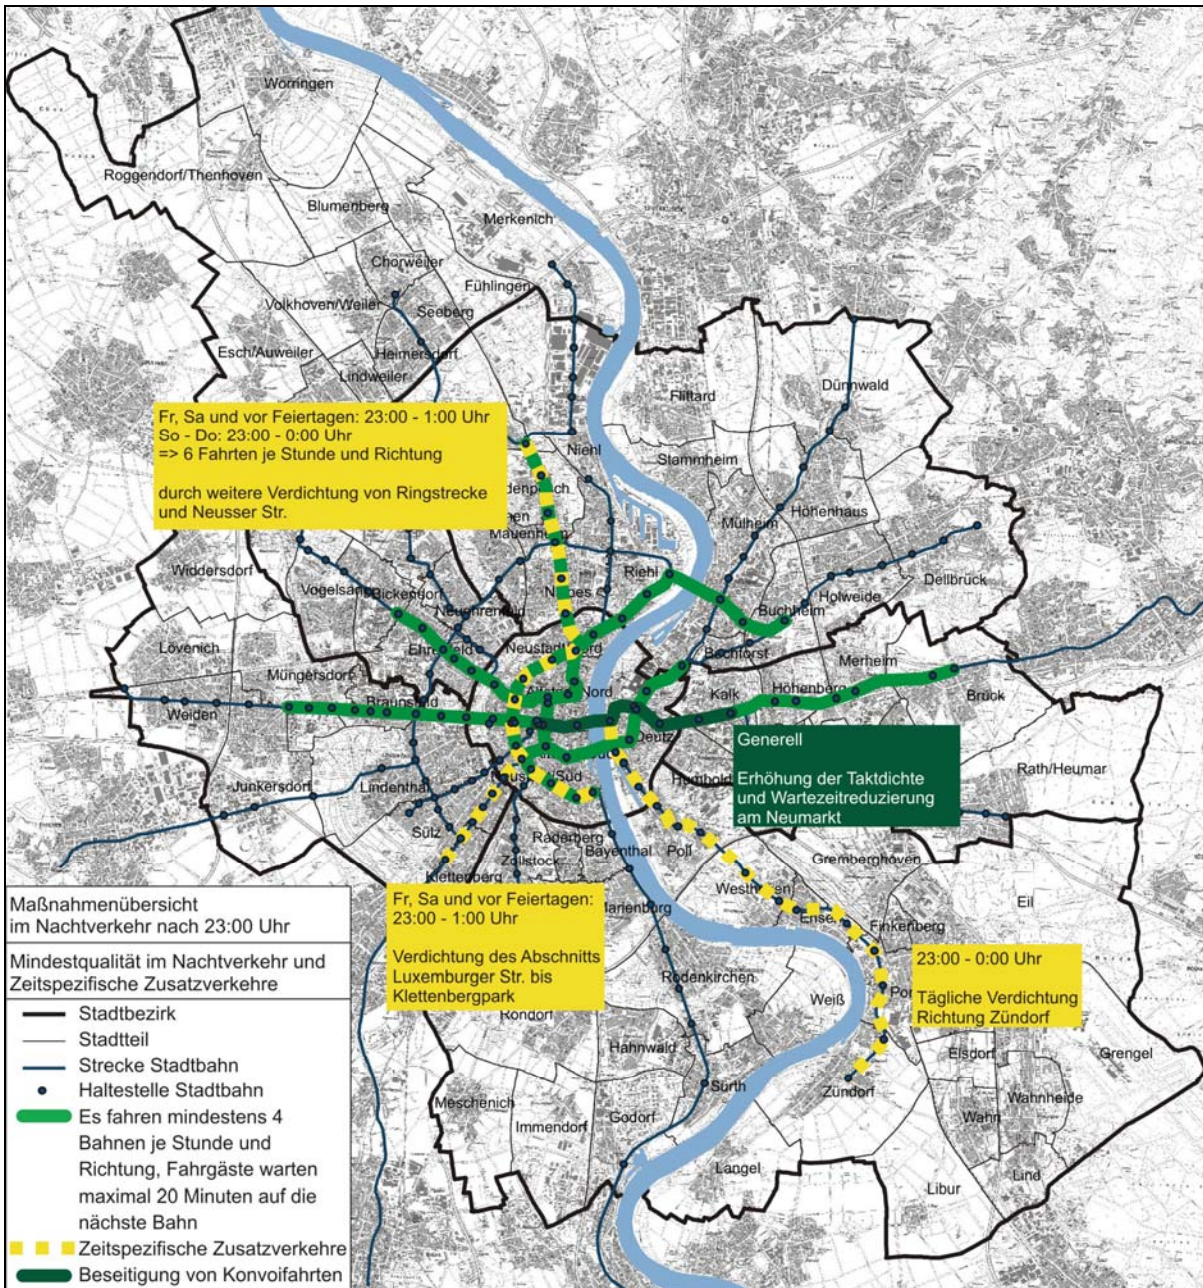 Worringen
Roggendorf/Thenhoven
Blumenberg
Merkenich
Chorweiler
Fühlingen
Volkhoven/Weiler
Seeberg
Esch/Auweiler
Heimersdorf
Lindweiler
Dünnwald
Flittard
Fr, Sa und vor Feiertagen: 23:00 - 1:00 Uhr
So - Do: 23:00 - 0:00 Uhr
=> 6 Fahrten je Stunde und Richtung
durch weitere Verdichtung von Ringstrecke
und Neusser Str.
Niehl
Stammheim
Höhenhaus
Mülheim
Mauenheim
Widdersdorf
Vogelsang
Bickendorf
Riehl
Dellbrück
Holweide
Buchheim
Neuehrenfeld
Nippes
Lövenich
Ehrenfeld
Neustadt/Nord
Buchforst
Merheim
Müngersdorf
Braunsfeld
Altstadt/Nord
Kalk
Höhenberg
Brück
Weiden
Deutz
Generell
Erhöhung der Taktdichte
und Wartezeitreduzierung
am Neumarkt
Rath/Heumar
Junkersdorf
Lindenthal
Neustadt/Süd
Sülz
Raderberg
Bayenthal
Zollstock
Poll
Gremberghoven
Klettenberg
Westhoven
Eil
Fr, Sa und vor Feiertagen:
23:00 - 1:00 Uhr
Verdichtung des Abschnitts
Luxemburger Str. bis
Klettenbergpark
Finkenberg
23:00 - 0:00 Uhr
Tägliche Verdichtung
Richtung Zündorf
Rodenkirchen
Weiß
Rondorf
Hahnwald
Elsdorf
Grengel
Sürth
Zündorf
Wahnheide
Meschenich
Immendorf
Godorf
Wahn
Langel
Lind
Libur
Maßnahmenübersicht
im Nachtverkehr nach 23:00 Uhr
Mindestqualität im Nachtverkehr und
Zeitspezifische Zusatzverkehre
Stadtbezirk
Stadtteil
Strecke Stadtbahn
Haltestelle Stadtbahn
Es fahren mindestens 4
Bahnen je Stunde und
Richtung, Fahrgäste warten
maximal 20 Minuten auf die
nächste Bahn
Zeitspezifische Zusatzverkehre
Beseitigung von Konvoifahrten